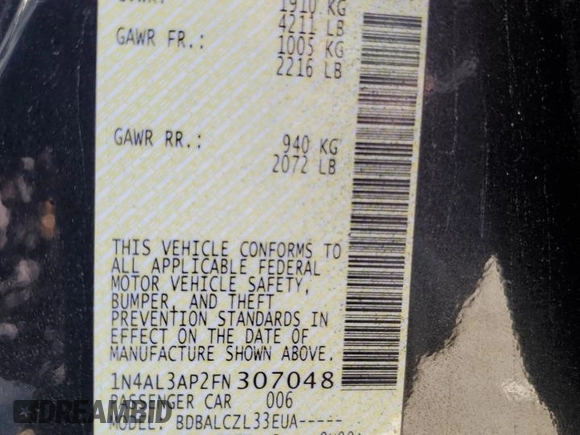 1910 KG
4211 LB
GAWR FR.: 1005 KG
2216 LB
GAWR RR.: 940 KG
2072 LB
THIS VEHICLE CONFORMS TO
ALL APPLICABLE FEDERAL
MOTOR VEHICLE SAFETY,
BUMPER, AND THEFT
PREVENTION STANDARDS IN
EFFECT ON THE DATE OF
MANUFACTURE SHOWN ABOVE.
1N4AL3AP2FN307048
PASSENGER CAR 006
MODEL: BDBALCZL33EUA-----
DREAMBID